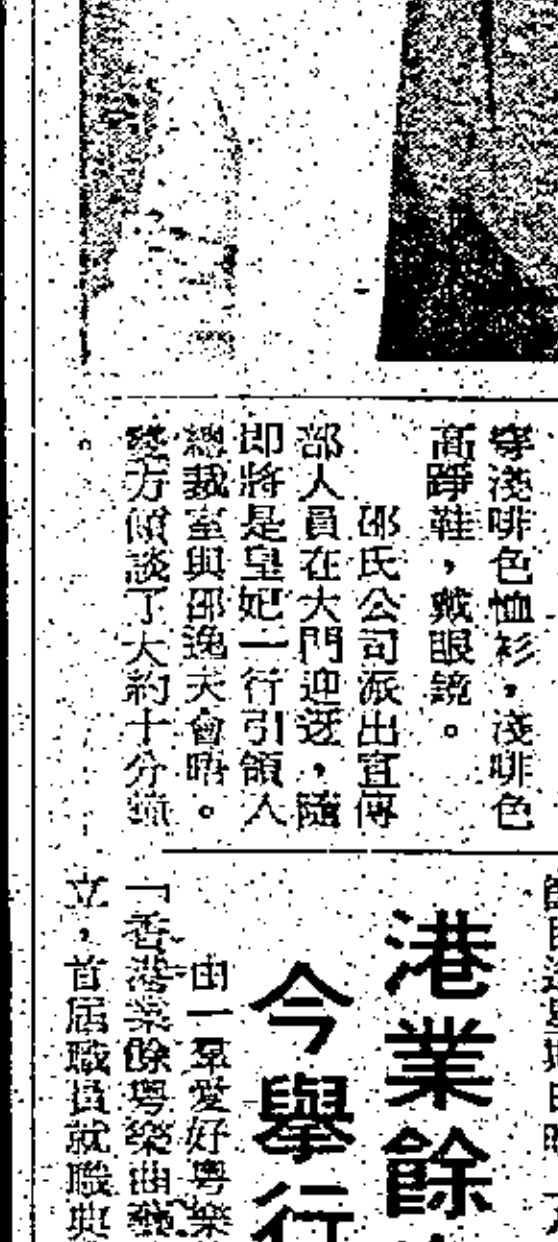 穿淺啡色恤衫，淺啡色
高踭鞋，戴眼鏡。
邵氏公司派出宣傳
部人員在大門迎迓，隨
即將是皇妃一行引領入
總裁室與邵逸夫會晤。
雙方傾談了大約十分鐘
。
港業餘
今舉行
由一羣愛好粵樂
「香港業餘粵樂曲藝
立，首屆職員就職典